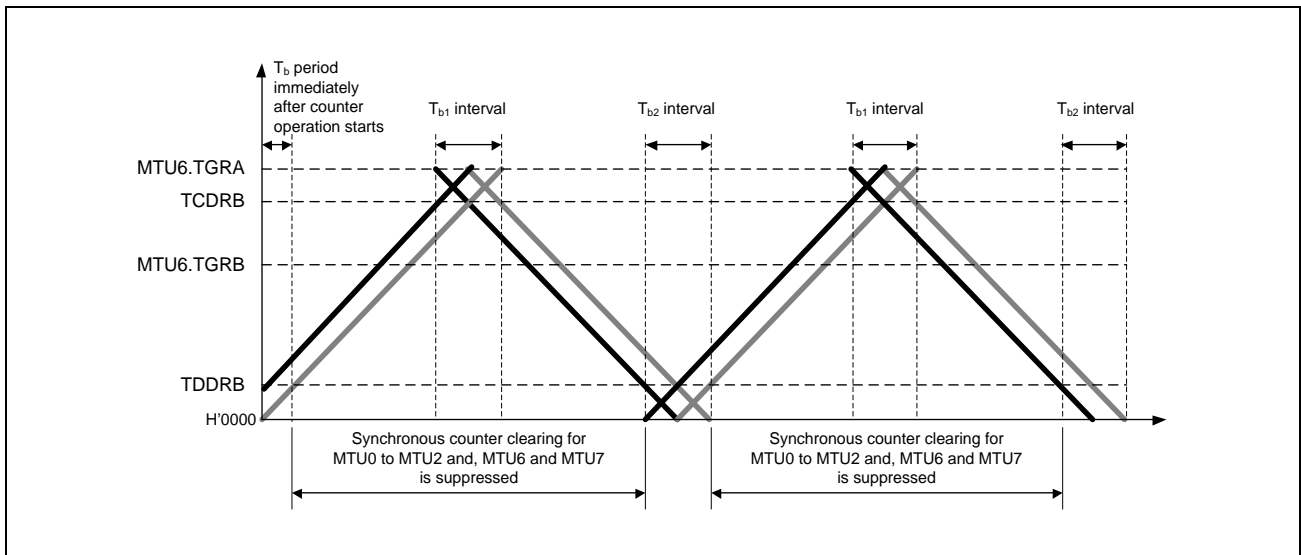 Tb period
immediately
after counter
operation starts
Tb1 interval
Tb2 interval
Tb1 interval
Tb2 interval
MTU6.TGRA
TCDRB
MTU6.TGRB
TDDRB
H'0000
Synchronous counter clearing for
MTU0 to MTU2 and, MTU6 and MTU7
is suppressed
Synchronous counter clearing for
MTU0 to MTU2 and, MTU6 and MTU7
is suppressed